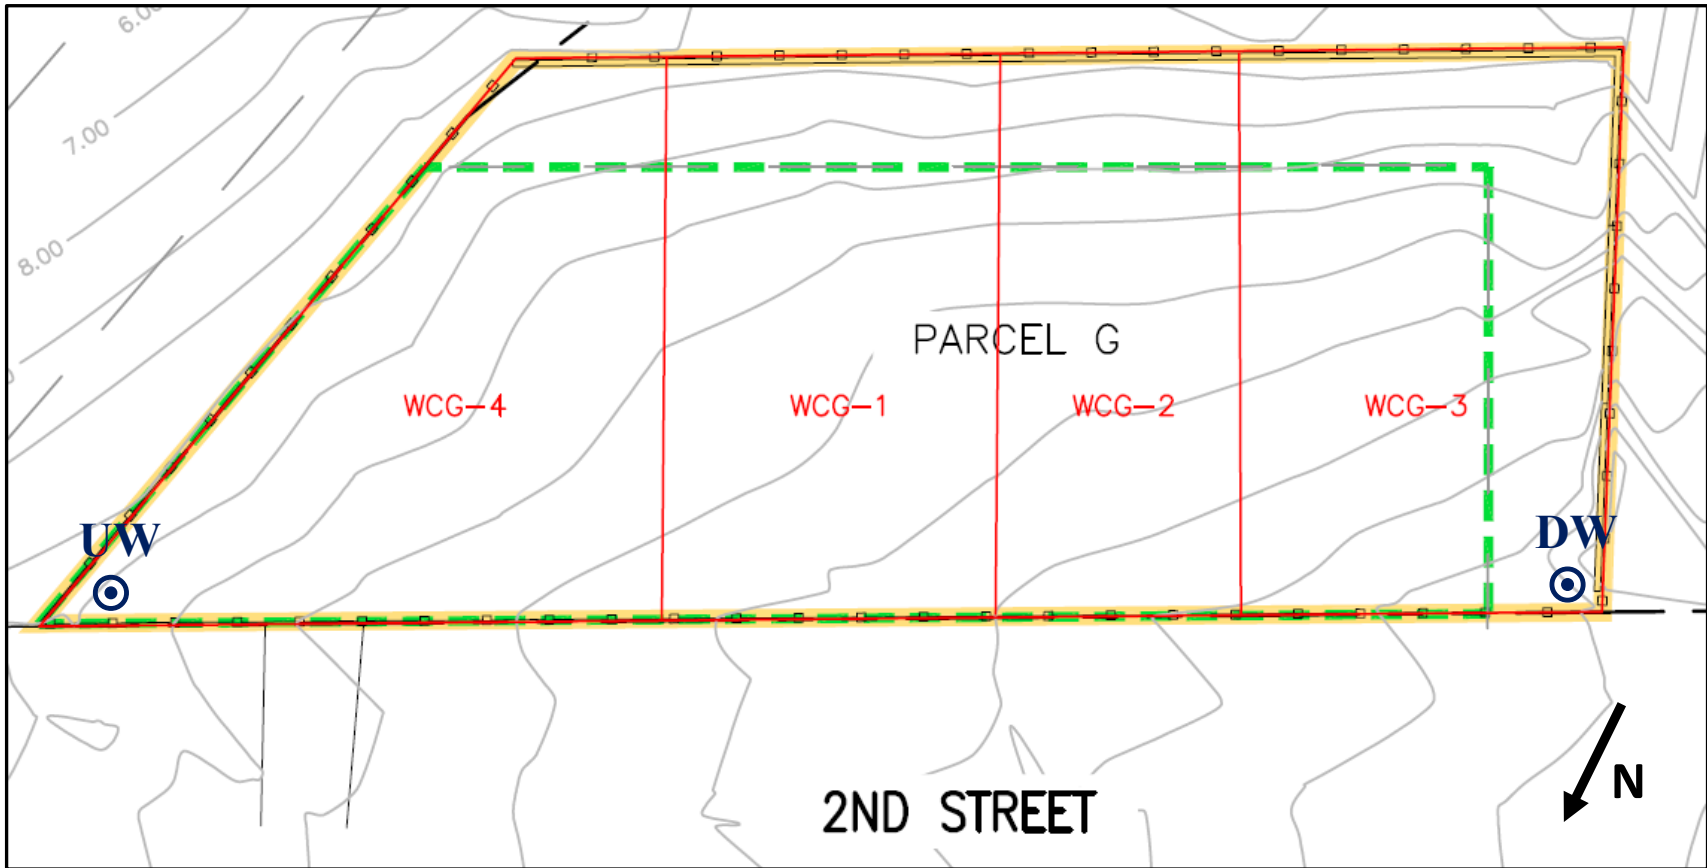 6.00
7.00
8.00
PARCEL G
WCG-4
WCG-1
WCG-2
WCG-3
UW
DW
2ND STREET
N